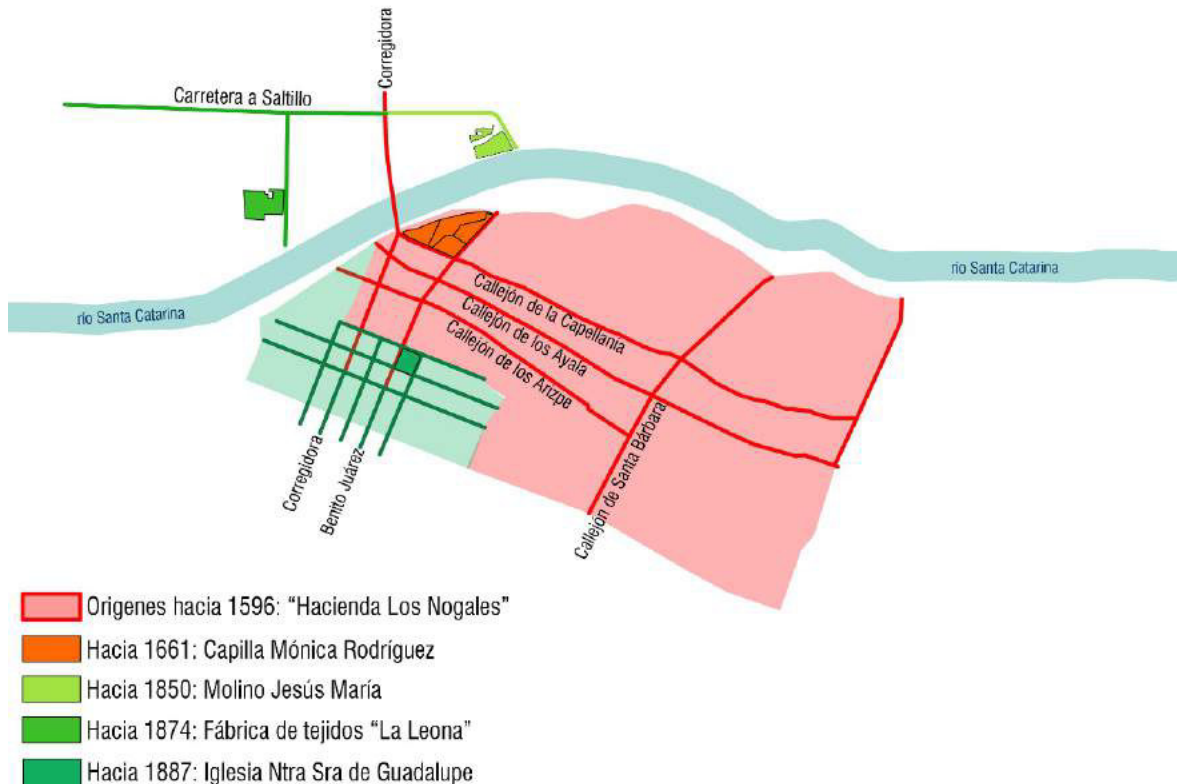 Corregidora
Carretera a Saltillo
río Santa Catarina
río Santa Catarina
Callejón de la Capellania
Callejón de los Ayala
Callejón de los Anzpe
Callejón de Santa Bárbara
Corregidora
Benito Juárez
Origenes hacia 1596: “Hacienda Los Nogales”
Hacia 1661: Capilla Mónica Rodríguez
Hacia 1850: Molino Jesús María
Hacia 1874: Fábrica de tejidos “La Leona”
Hacia 1887: Iglesia Ntra Sra de Guadalupe